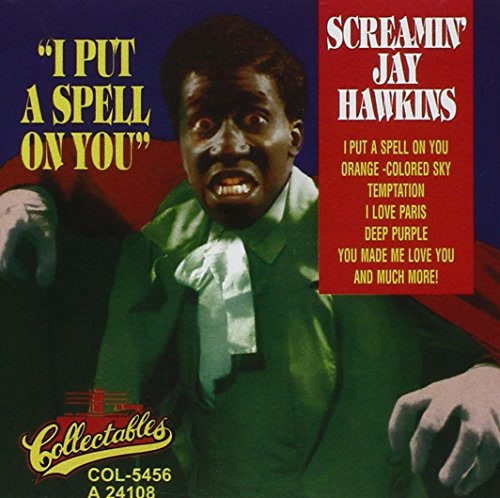 "I PUT
A SPELL
ON YOU"
SCREAMIN'
JAY
HAWKINS
I PUT A SPELL ON YOU
ORANGE -COLORED SKY
TEMPTATION
I LOVE PARIS
DEEP PURPLE
YOU MADE ME LOVE YOU
AND MUCH MORE!
Collectables
COL-5456
A 24108